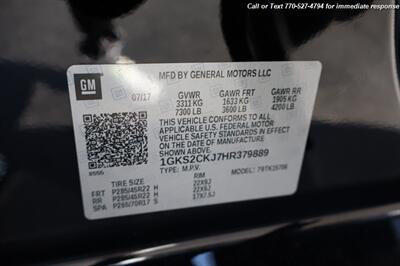 Call or Text 770-527-4794 for immediate response
MFD BY GENERAL MOTORS LLC
GM
07/17 GVWR GAWR FRT GAWR RR
3311 KG 1633 KG 1905 KG
7300 LB 3600 LB 4200 LB
THIS VEHICLE CONFORMS TO ALL
APPLICABLE U.S. FEDERAL MOTOR
VEHICLE SAFETY STANDARDS IN
EFFECT ON THE DATE OF
MANUFACTURE SHOWN ABOVE.
1GKS2CKJ7HR379889
TYPE: M.P.V.
TIRE SIZE RIM
FRT P285/45R22 H 22X9J
RR P285/45R22 H 22X9J
SPA P265/70R17 S 17X7.5J